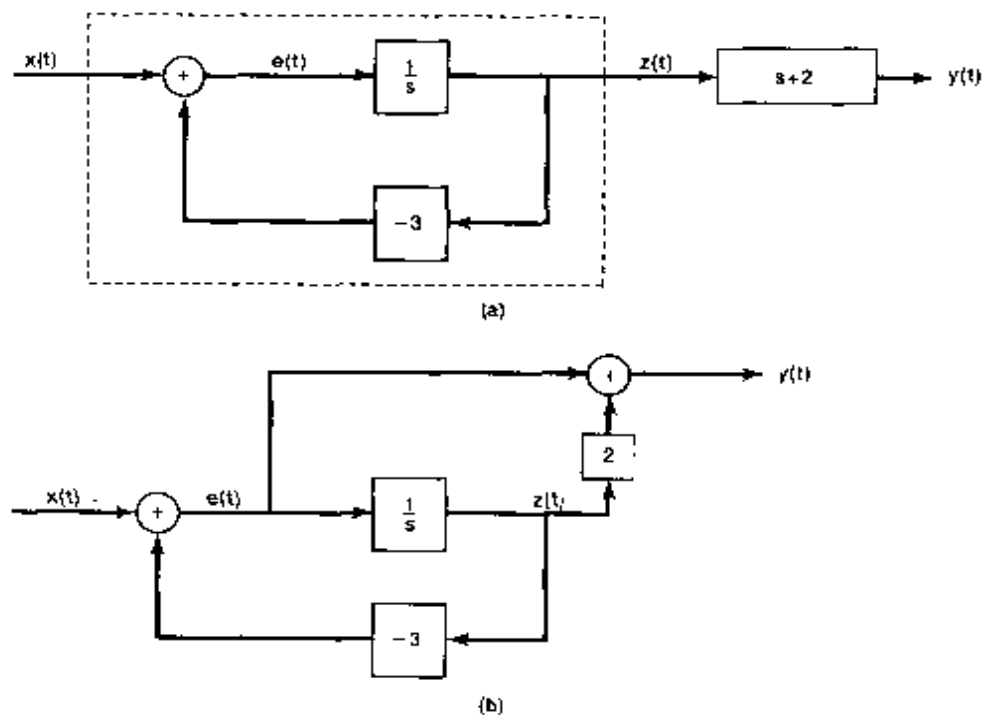 x(t)
+
e(t)
1
s
z(t)
s+2
y(t)
-3
(a)
+
y(t)
2
x(t)
+
e(t)
1
s
z(t)
-3
(b)